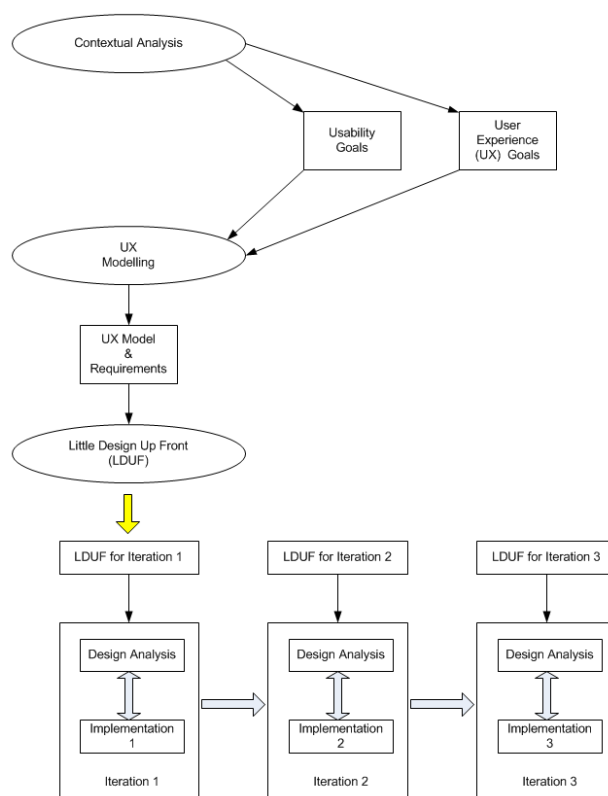 Contextual Analysis
Usability
Goals
User
Experience
(UX) Goals
UX
Modelling
UX Model
&
Requirements
Little Design Up Front
(LDUF)
LDUF for Iteration 1
LDUF for Iteration 2
LDUF for Iteration 3
Design Analysis
Design Analysis
Design Analysis
Implementation
1
Implementation
2
Implementation
3
Iteration 1
Iteration 2
Iteration 3